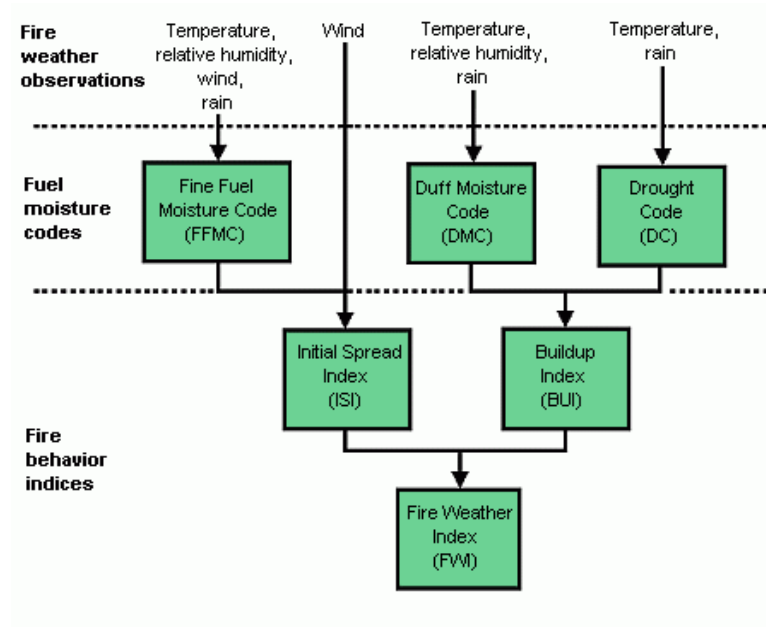 Fire
weather
observations
Temperature,
relative humidity,
wind,
rain
Wind
Temperature,
relative humidity,
rain
Temperature,
rain
Fuel
moisture
codes
Fine Fuel
Moisture Code
(FFMC)
Duff Moisture
Code
(DMC)
Drought
Code
(DC)
Fire
behavior
indices
Initial Spread
Index
(ISI)
Buildup
Index
(BUI)
Fire Weather
Index
(FWI)